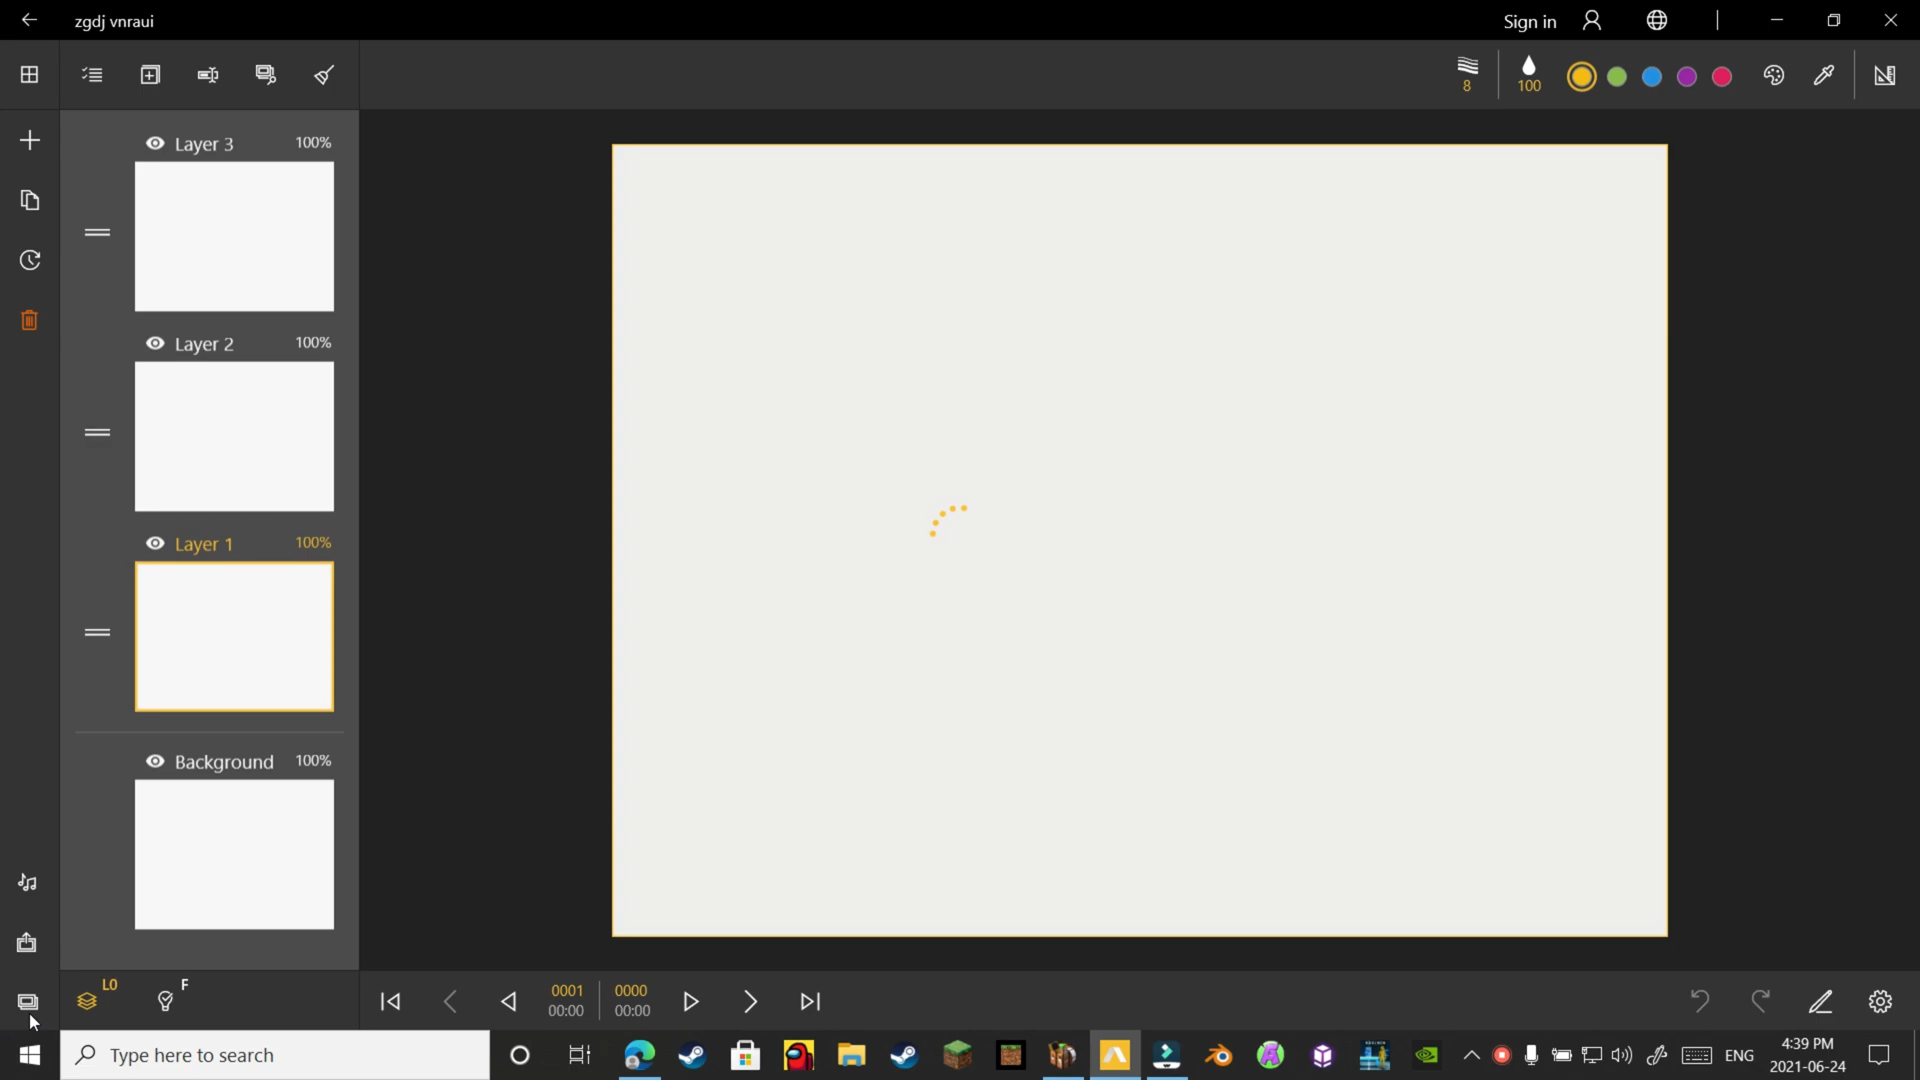 zgdj vnraui
Sign in
8
100
Layer 3 100%
Layer 2 100%
Layer 1 100%
Background 100%
L0
F
0001
00:00
0000
00:00
Type here to search
ENG
4:39 PM
2021-06-24